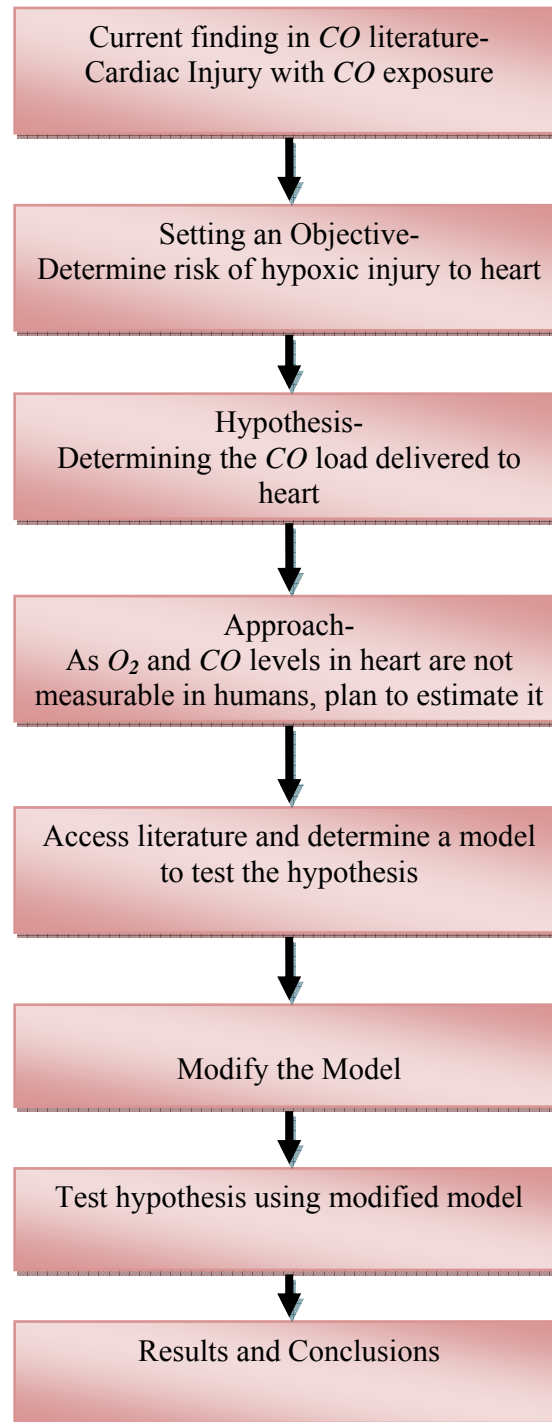 Current finding in CO literature-
Cardiac Injury with CO exposure
Setting an Objective-
Determine risk of hypoxic injury to heart
Hypothesis-
Determining the CO load delivered to
heart
Approach-
As O₂ and CO levels in heart are not
measurable in humans, plan to estimate it
Access literature and determine a model
to test the hypothesis
Modify the Model
Test hypothesis using modified model
Results and Conclusions